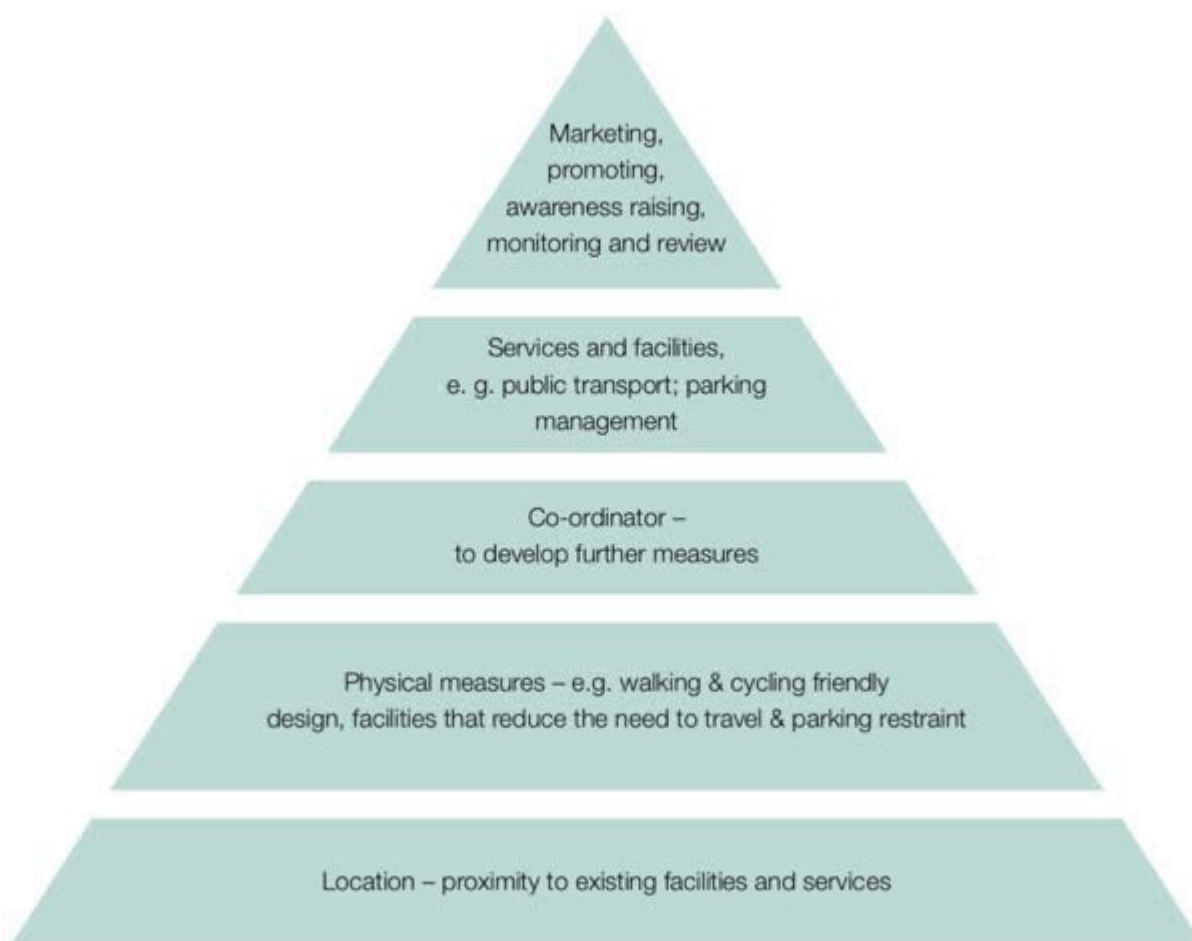 Marketing,
promoting,
awareness raising,
monitoring and review
Services and facilities,
e. g. public transport; parking
management
Co-ordinator –
to develop further measures
Physical measures – e.g. walking & cycling friendly
design, facilities that reduce the need to travel & parking restraint
Location – proximity to existing facilities and services